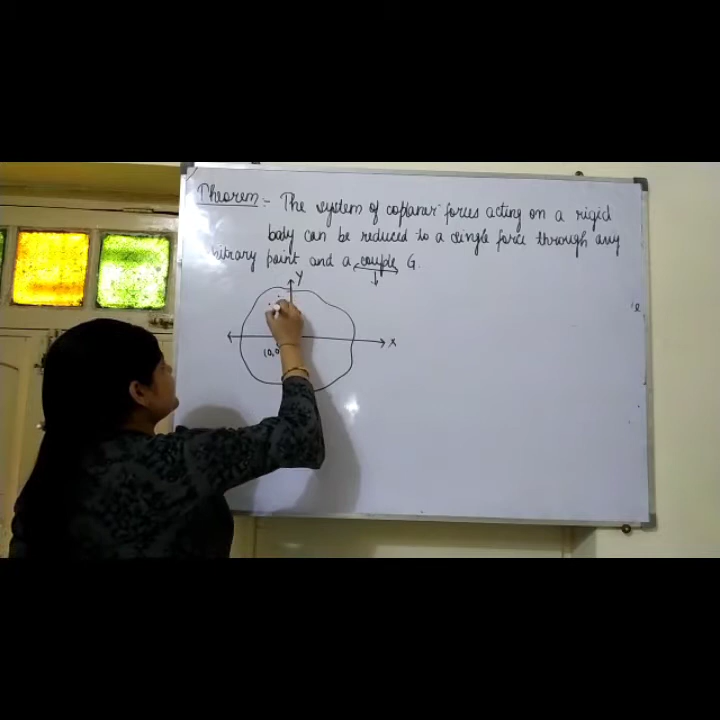 Theorem:- The system of coplanar forces acting on a rigid
body can be reduced to a single force through any
bitrary point and a couple G.
Y
X
(0,0